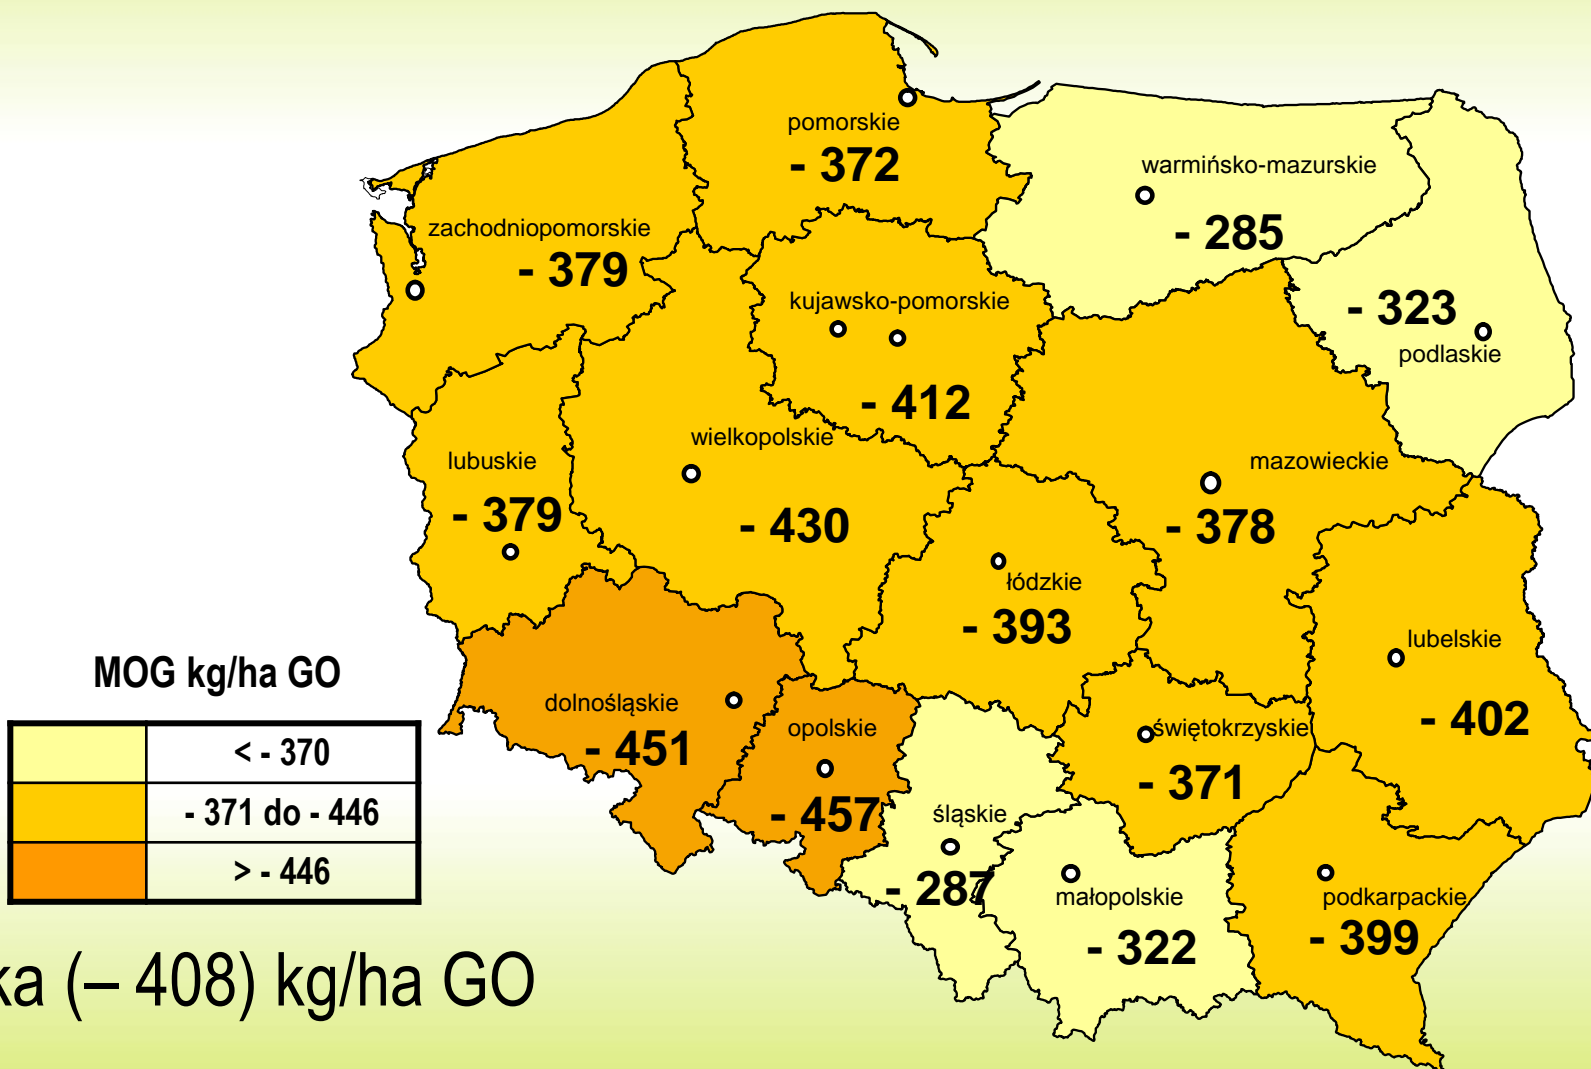 pomorskie
- 372
warmińsko-mazurskie
- 285
zachodniopomorskie
- 379
kujawsko-pomorskie
- 412
- 323
podlaskie
wielkopolskie
- 430
lubuskie
- 379
mazowieckie
- 378
łódzkie
- 393
lubelskie
- 402
dolnośląskie
- 451
opolskie
- 457
świętokrzyskie
- 371
śląskie
- 287
małopolskie
- 322
podkarpackie
- 399
MOG kg/ha GO
< - 370
- 371 do - 446
> - 446
ka (– 408) kg/ha GO